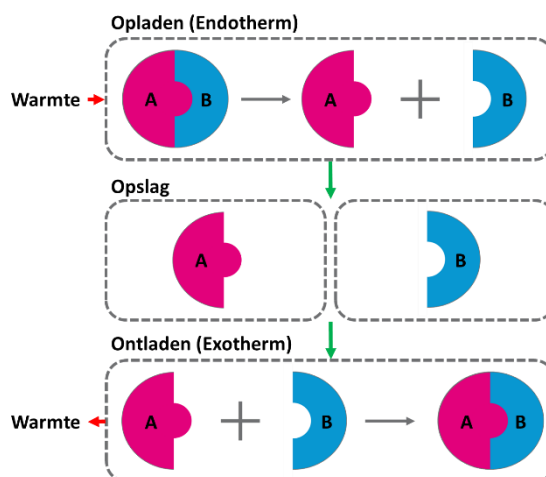 Opladen (Endotherm)
Warmte
A B
A
B
Opslag
A
B
Ontladen (Exotherm)
Warmte
A
B
A B